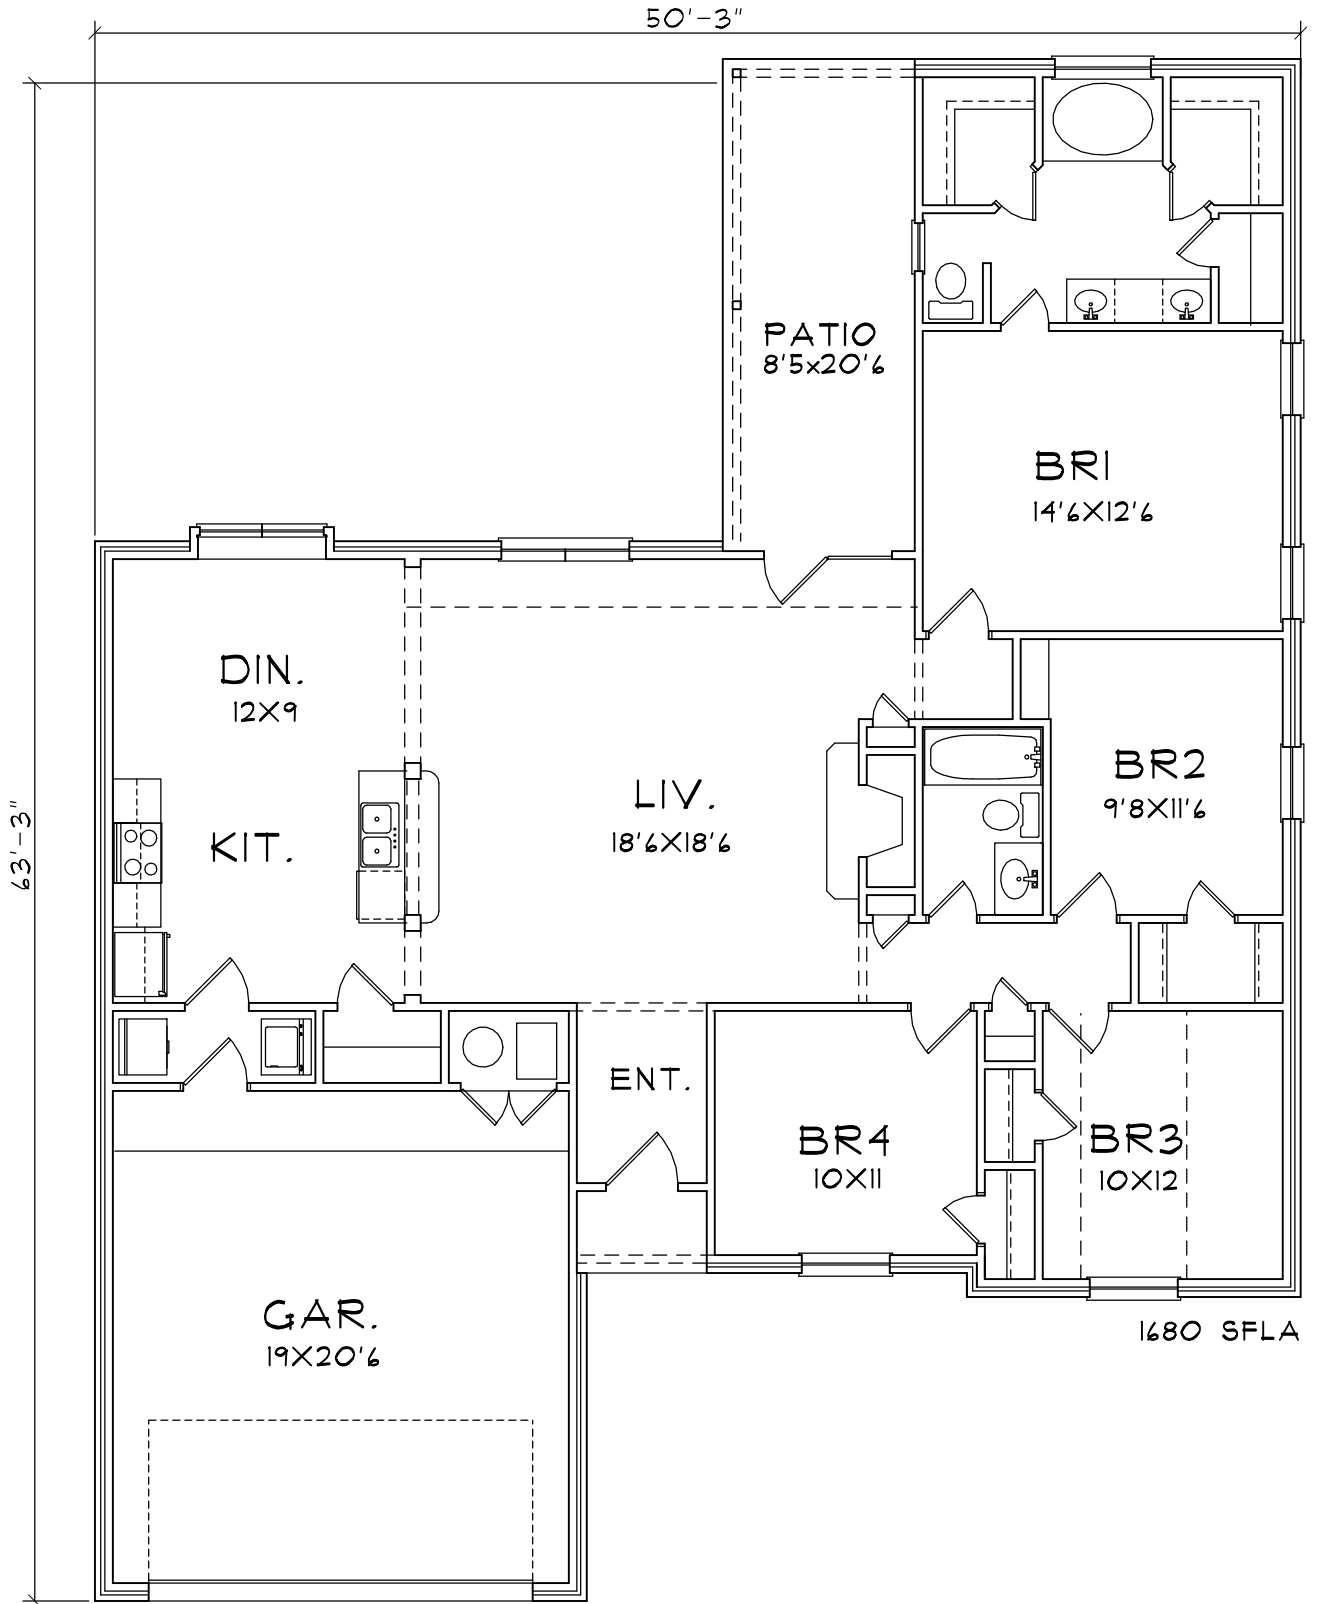 50'-3"
63'-3"
PATIO
8'5x20'6
BR1
14'6X12'6
DIN.
12X9
KIT.
LIV.
18'6X18'6
BR2
9'8X11'6
ENT.
BR4
10X11
BR3
10X12
GAR.
19X20'6
1680 SFLA